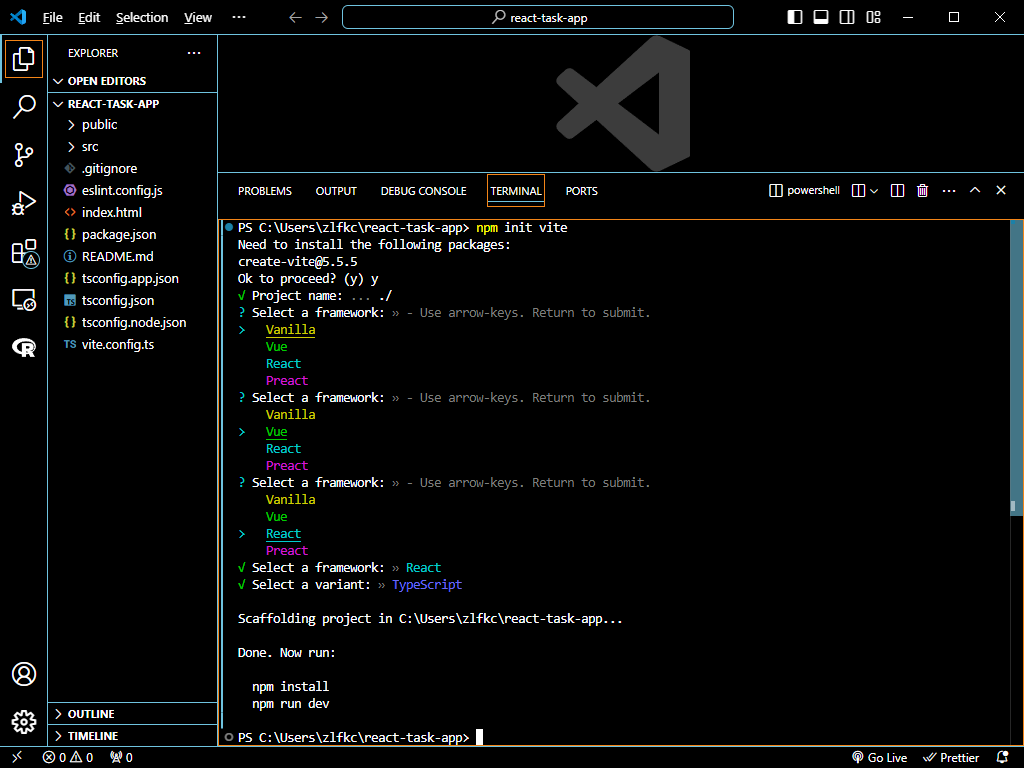 File Edit Selection View ··· react-task-app
EXPLORER ···
OPEN EDITORS
REACT-TASK-APP
public
src
.gitignore
eslint.config.js
index.html
package.json
README.md
tsconfig.app.json
TS tsconfig.json
tsconfig.node.json
TS vite.config.ts
OUTLINE
TIMELINE
PROBLEMS OUTPUT DEBUG CONSOLE TERMINAL PORTS powershell ···
PS C:\Users\zlfkc\react-task-app> npm init vite
Need to install the following packages:
create-vite@5.5.5
Ok to proceed? (y) y
√ Project name: ... ./
? Select a framework: » - Use arrow-keys. Return to submit.
> Vanilla
Vue
React
Preact
? Select a framework: » - Use arrow-keys. Return to submit.
Vanilla
> Vue
React
Preact
? Select a framework: » - Use arrow-keys. Return to submit.
Vanilla
Vue
> React
Preact
√ Select a framework: » React
√ Select a variant: » TypeScript
Scaffolding project in C:\Users\zlfkc\react-task-app...
Done. Now run:
npm install
npm run dev
PS C:\Users\zlfkc\react-task-app>
0 0 0 Go Live Prettier